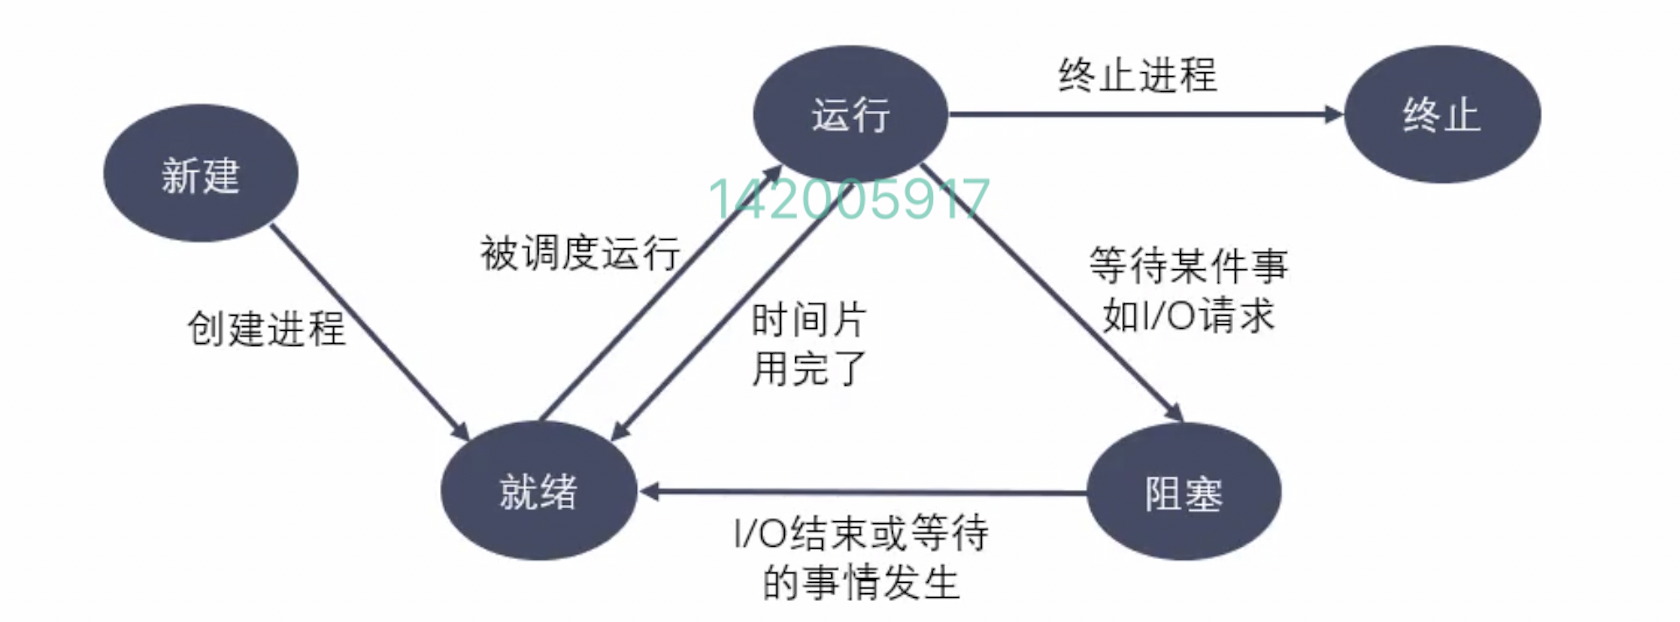 终止进程
运行
终止
新建
142005917
被调度运行
等待某件事
如I/O请求
创建进程
时间片
用完了
就绪
阻塞
I/O结束或等待
的事情发生